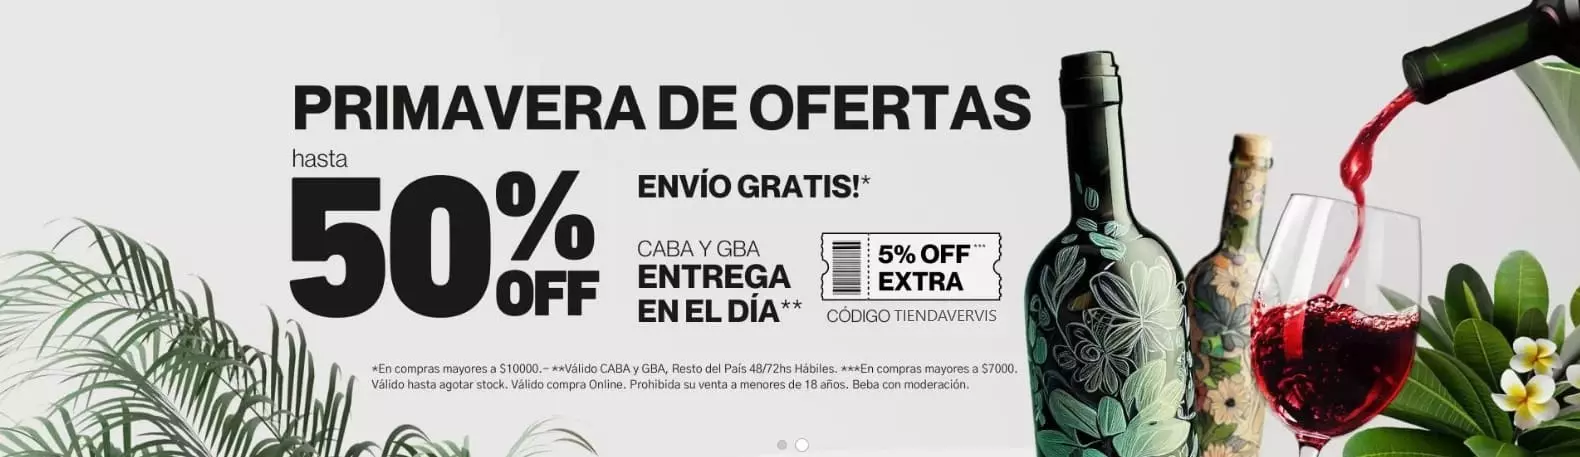 PRIMAVERA DE OFERTAS
hasta
50% OFF
ENVÍO GRATIS!*
CABA Y GBA
ENTREGA
EN EL DÍA**
5% OFF***
EXTRA
CÓDIGO TIENDAVERVIS
*En compras mayores a $10000.– **Válido CABA y GBA, Resto del País 48/72hs Hábiles. ***En compras mayores a $7000.
Válido hasta agotar stock. Válido compra Online. Prohibida su venta a menores de 18 años. Beba con moderación.